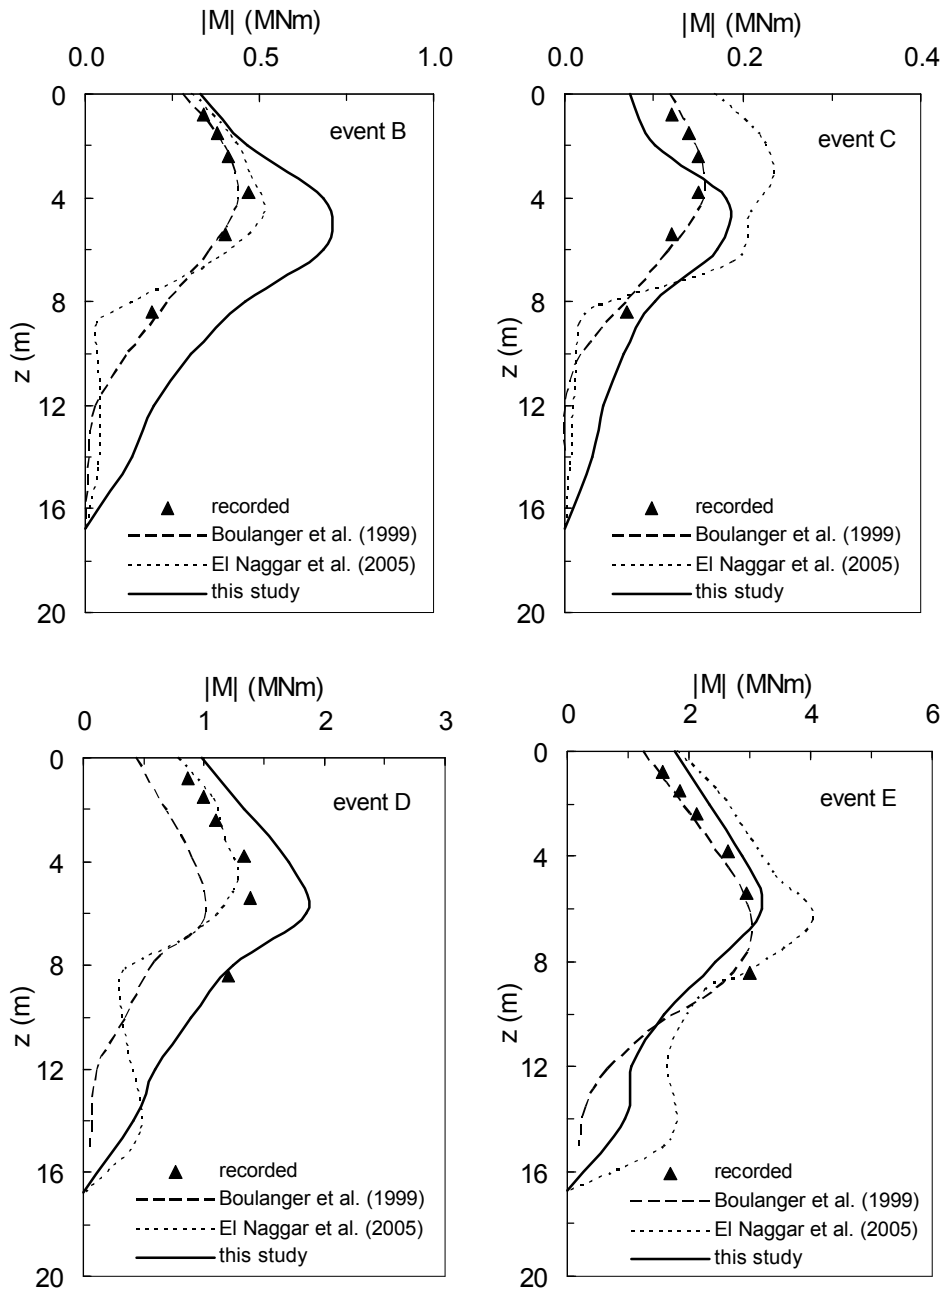 |M| (MNm)
0.0 0.5 1.0
0
4
8
12
16
20
z (m)
event B
recorded
Boulanger et al. (1999)
El Naggar et al. (2005)
this study
|M| (MNm)
0.0 0.2 0.4
0
4
8
12
16
20
z (m)
event C
recorded
Boulanger et al. (1999)
El Naggar et al. (2005)
this study
|M| (MNm)
0 1 2 3
0
4
8
12
16
20
z (m)
event D
recorded
Boulanger et al. (1999)
El Naggar et al. (2005)
this study
|M| (MNm)
0 2 4 6
0
4
8
12
16
20
z (m)
event E
recorded
Boulanger et al. (1999)
El Naggar et al. (2005)
this study